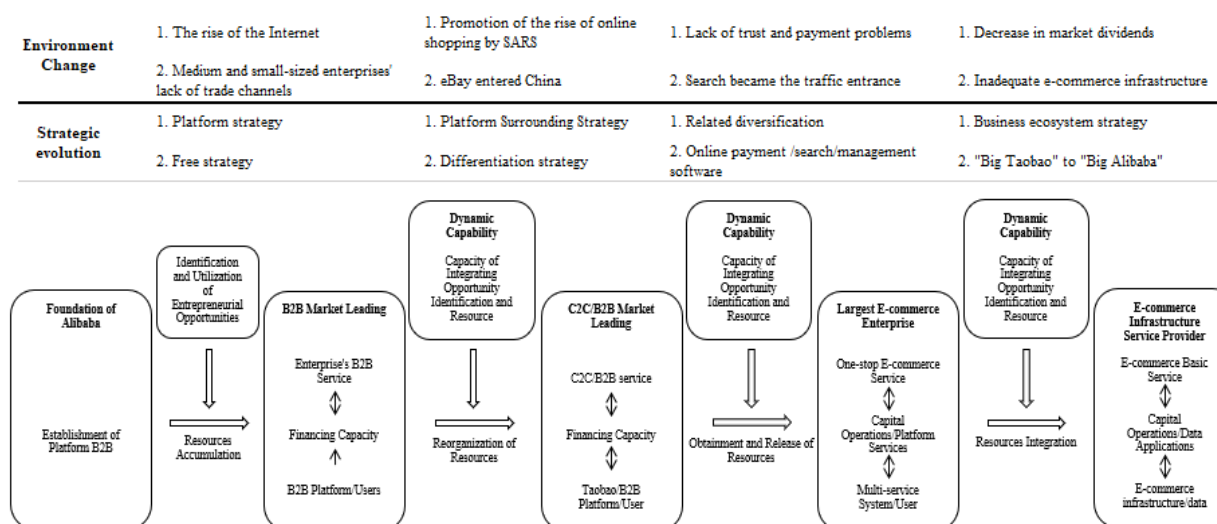 Environment
Change
1. The rise of the Internet
2. Medium and small-sized enterprises'
lack of trade channels
1. Promotion of the rise of online
shopping by SARS
2. eBay entered China
1. Lack of trust and payment problems
2. Search became the traffic entrance
1. Decrease in market dividends
2. Inadequate e-commerce infrastructure
Strategic
evolution
1. Platform strategy
2. Free strategy
1. Platform Surrounding Strategy
2. Differentiation strategy
1. Related diversification
2. Online payment /search/management
software
1. Business ecosystem strategy
2. "Big Taobao" to "Big Alibaba"
Foundation of
Alibaba
Establishment of
Platform B2B
Identification
and Utilization
of
Entrepreneurial
Opportunities
Resources
Accumulation
B2B Market Leading
Enterprise's B2B
Service
Financing Capacity
B2B Platform/Users
Dynamic
Capability
Capacity of
Integrating
Opportunity
Identification and
Resource
Reorganization of
Resources
C2C/B2B Market
Leading
C2C/B2B service
Financing Capacity
Taobao/B2B
Platform/User
Dynamic
Capability
Capacity of
Integrating
Opportunity
Identification and
Resource
Obtainment and Release of
Resources
Largest E-commerce
Enterprise
One-stop E-commerce
Service
Capital
Operations/Platform
Services
Multi-service
System/User
Dynamic
Capability
Capacity of
Integrating
Opportunity
Identification and
Resource
Resources Integration
E-commerce
Infrastructure
Service Provider
E-commerce Basic
Service
Capital
Operations/Data
Applications
E-commerce
infrastructure/data